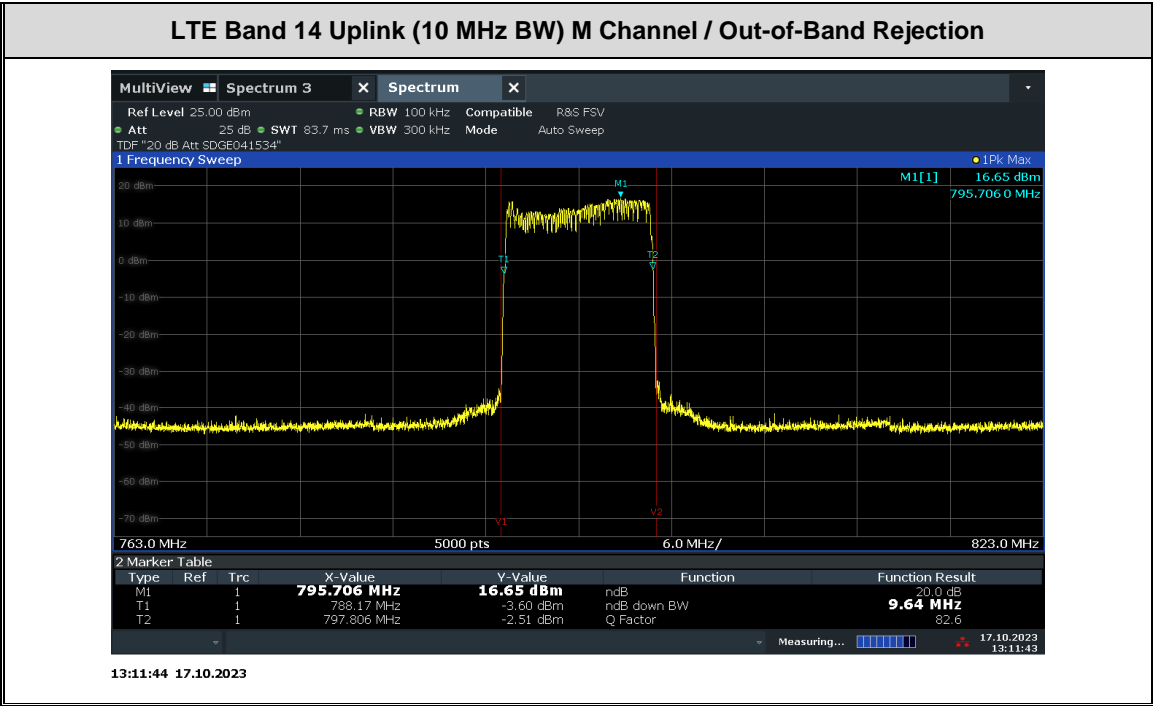 LTE Band 14 Uplink (10 MHz BW) M Channel / Out-of-Band Rejection
MultiView Spectrum 3 X Spectrum X
Ref Level 25.00 dBm RBW 100 kHz Compatible R&S FSV
Att 25 dB SWT 83.7 ms VBW 300 kHz Mode Auto Sweep
TDF "20 dB Att SDGE041534"
1 Frequency Sweep 1Pk Max
M1[1] 16.65 dBm
795.7060 MHz
20 dBm
M1
10 dBm
0 dBm
T1
T2
-10 dBm
-20 dBm
-30 dBm
-40 dBm
-50 dBm
-60 dBm
-70 dBm
V1
V2
763.0 MHz 5000 pts 6.0 MHz/ 823.0 MHz
2 Marker Table
Type Ref Trc X-Value Y-Value Function Function Result
M1 1 795.706 MHz 16.65 dBm ndB 20.0 dB
T1 1 788.17 MHz -3.60 dBm ndB down BW 9.64 MHz
T2 1 797.806 MHz -2.51 dBm Q Factor 82.6
Measuring... 17.10.2023
13:11:43
13:11:44 17.10.2023